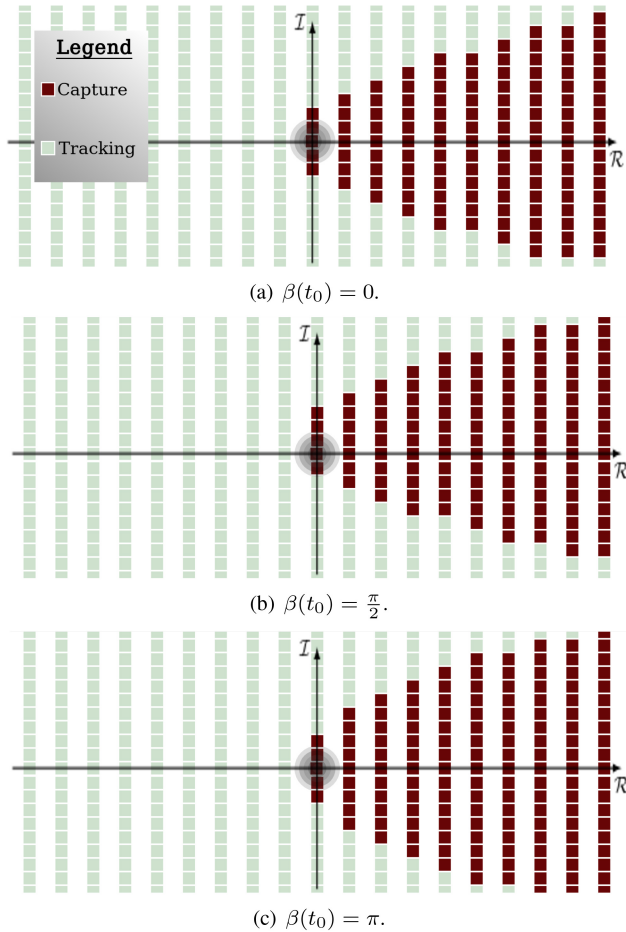 I
Legend
Capture
Tracking
R
(a) β(t₀) = 0.
I
R
(b) β(t₀) = π/2.
I
R
(c) β(t₀) = π.